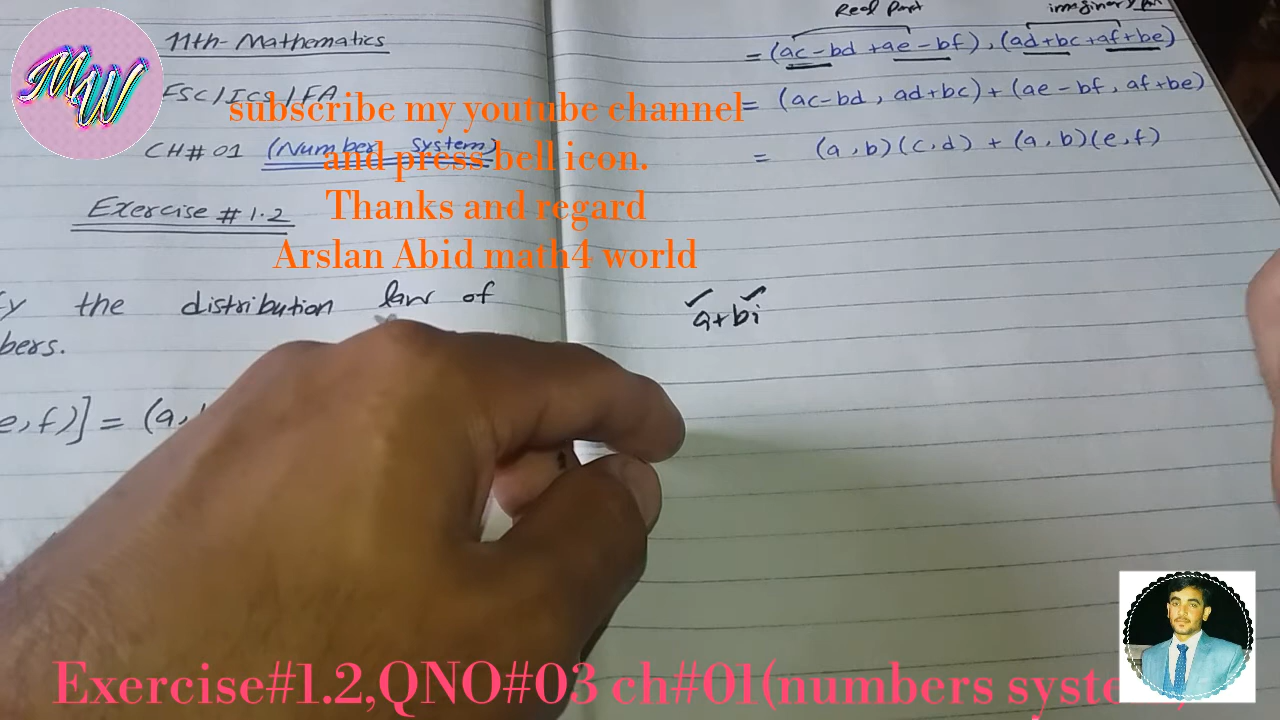 MW
11th-Mathematics
FSC/ICS/FA
CH#01 (Number system)
Exercise #1.2
the distribution law of
bers.
e,f)] = (a,
Real part
= (ac-bd+ae-bf), (ad+bc+af+be)
= (ac-bd, ad+bc)+(ae-bf, af+be)
= (a,b)(c,d) + (a,b)(e,f)
a+bi
subscribe my youtube channel
and press bell icon.
Thanks and regard
Arslan Abid math4 world
Exercise#1.2,QNO#03 ch#01(numbers syste